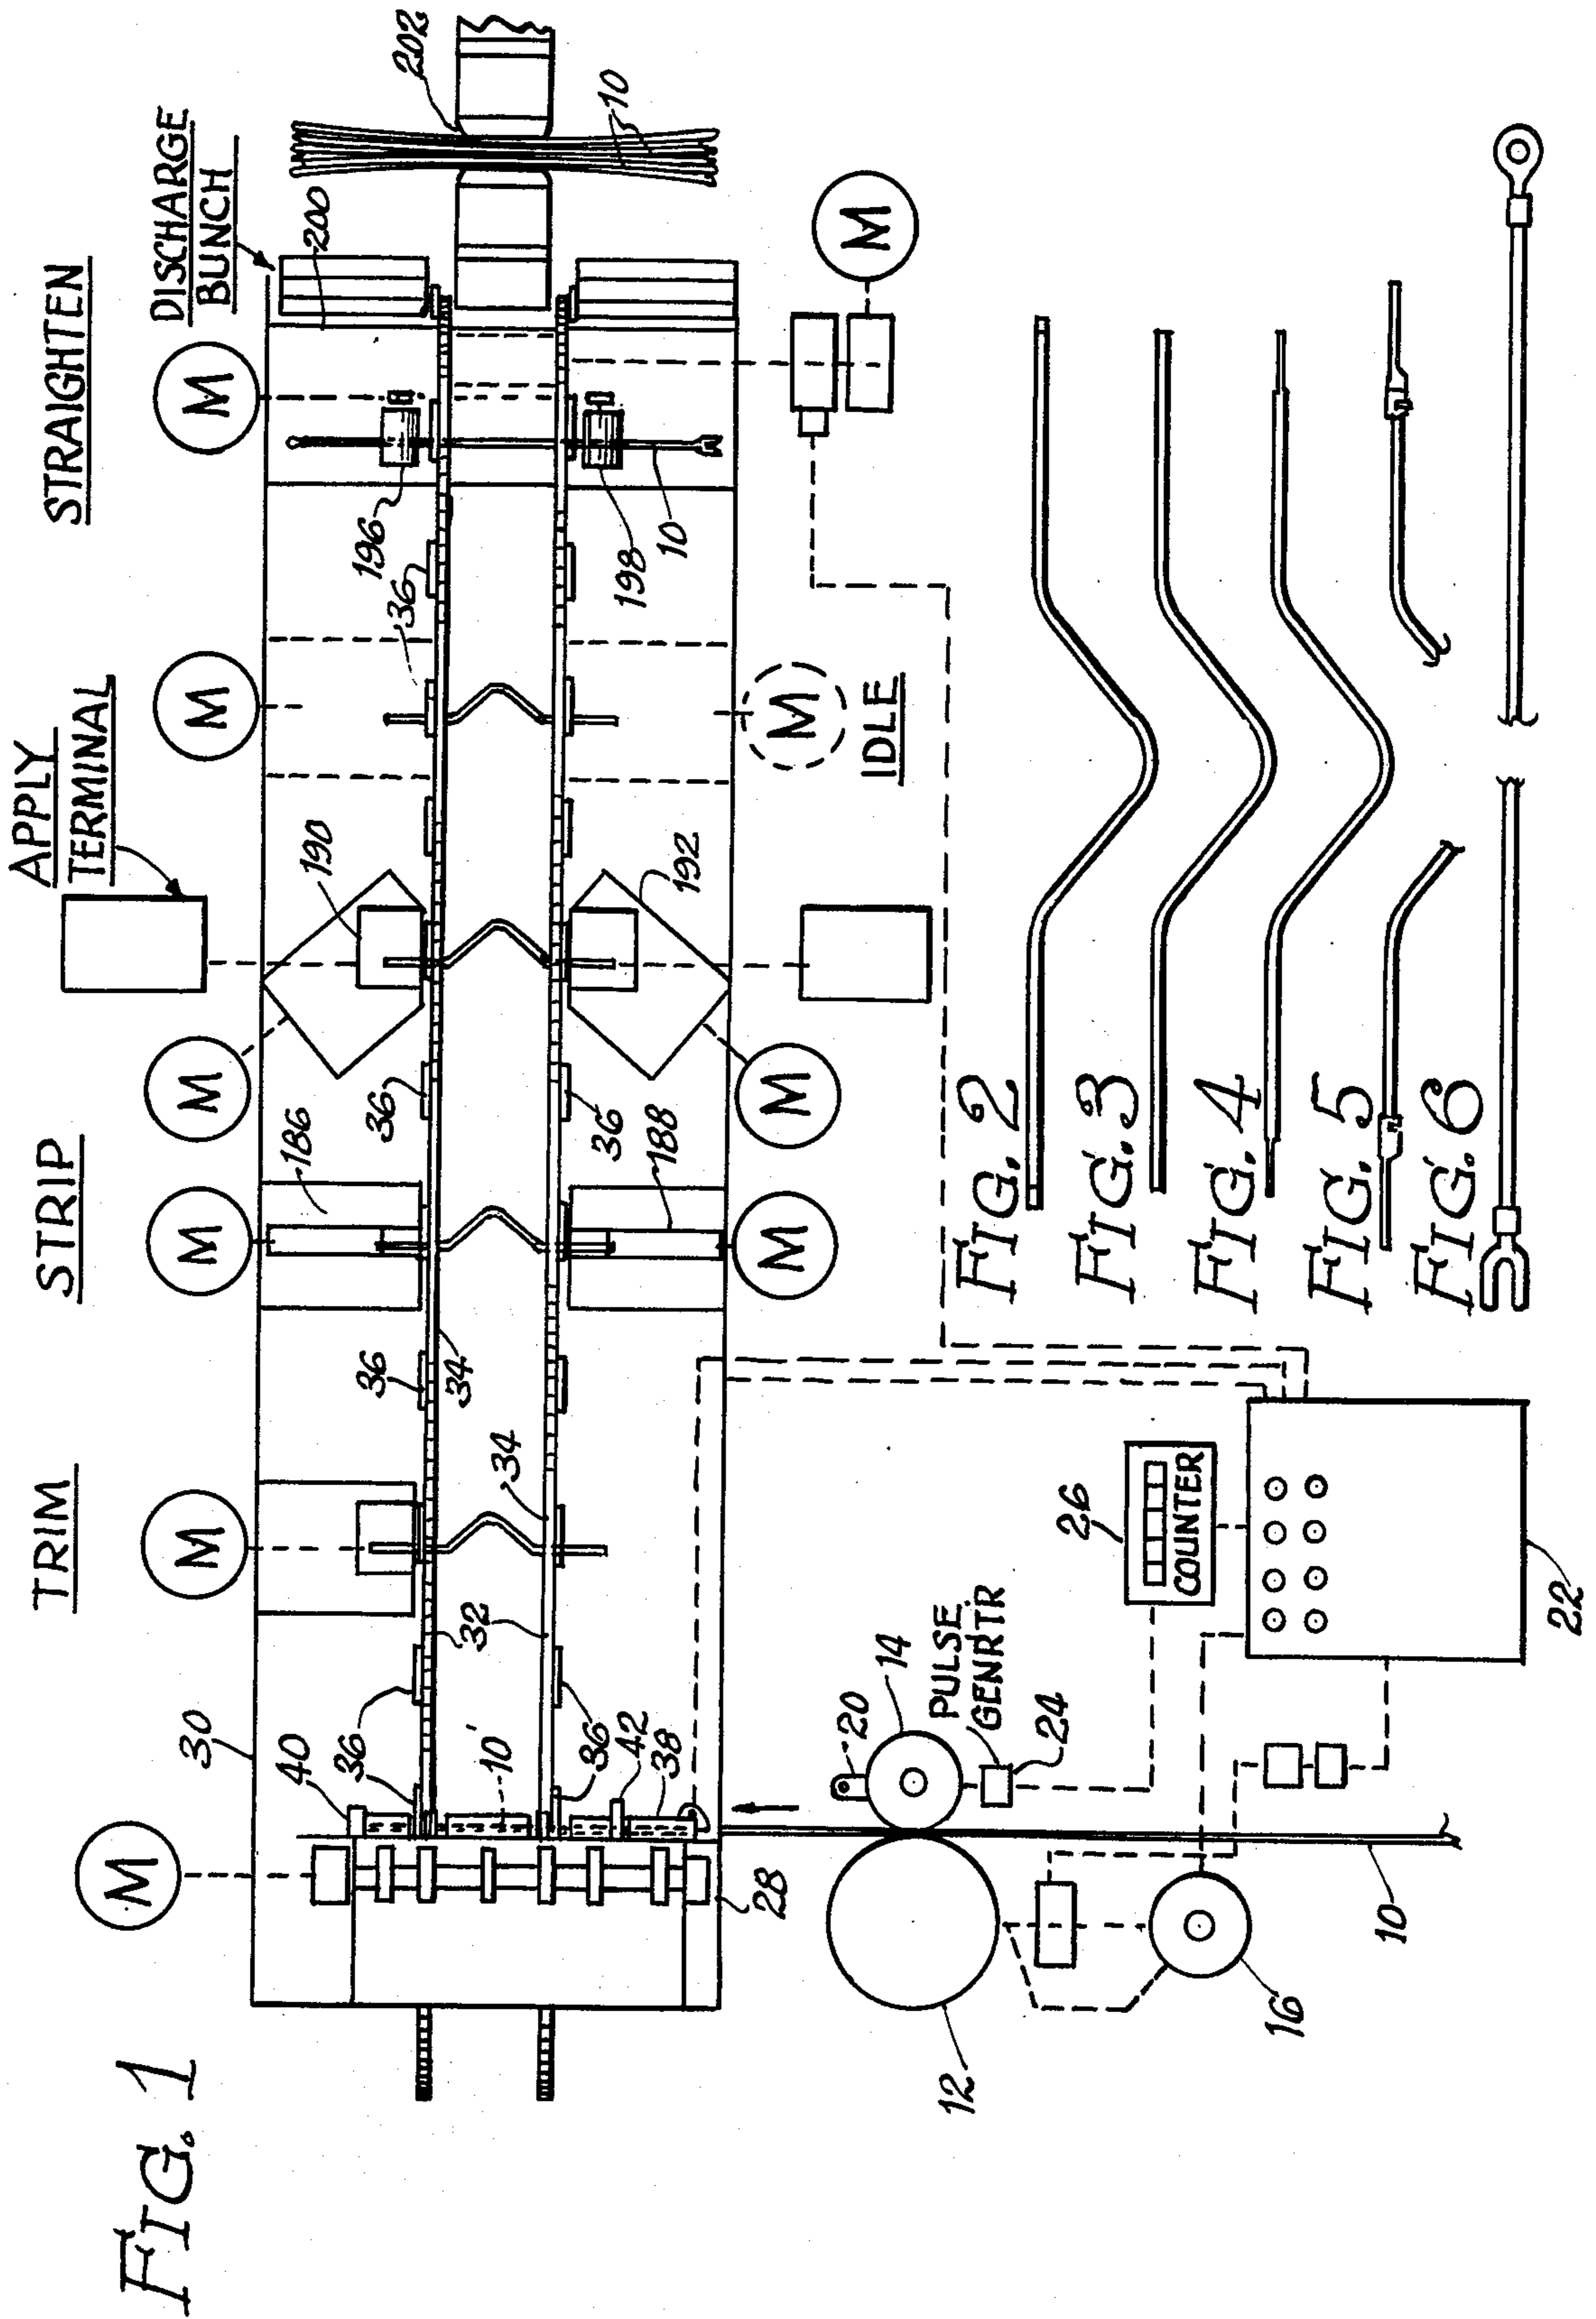 FIG. 1
TRIM
STRIP
APPLY
TERMINAL
STRAIGHTEN
DISCHARGE
BUNCH
M
M
M
M
M
M
30
40
36
36
32
36
34
36
186
190
36
196
200
202
10
10'
34
36
42
38
28
36
188
M
M
192
M
IDLE
198
10
M
12
16
10
14
20
PULSE
GENRTR
24
26
COUNTER
22
FIG. 2
FIG. 3
FIG. 4
FIG. 5
FIG. 6